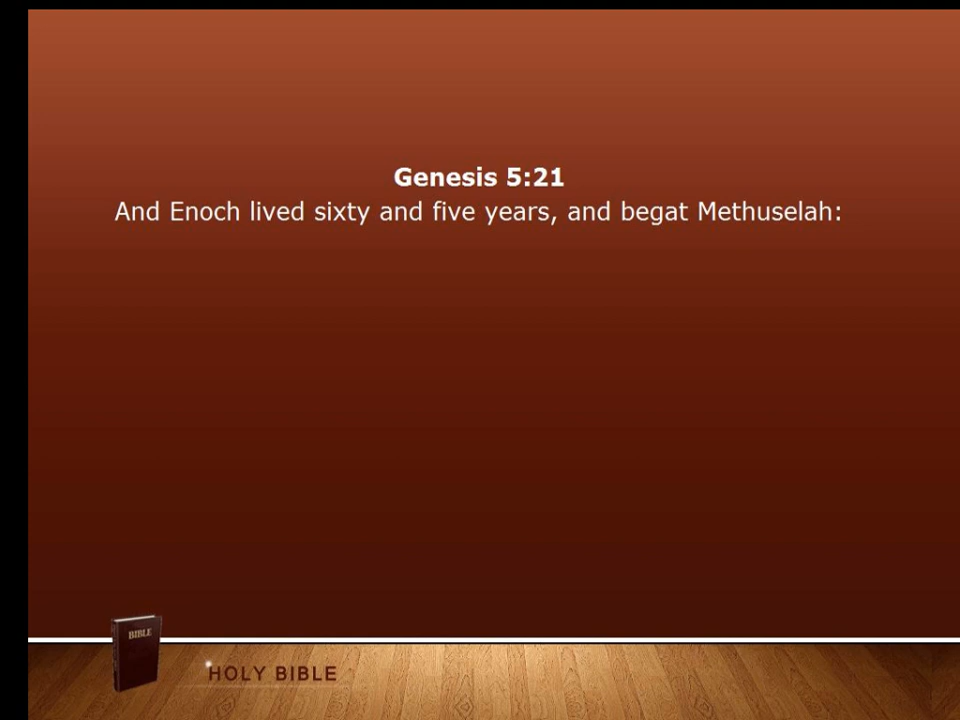 Genesis 5:21
And Enoch lived sixty and five years, and begat Methuselah:
BIBLE
HOLY BIBLE